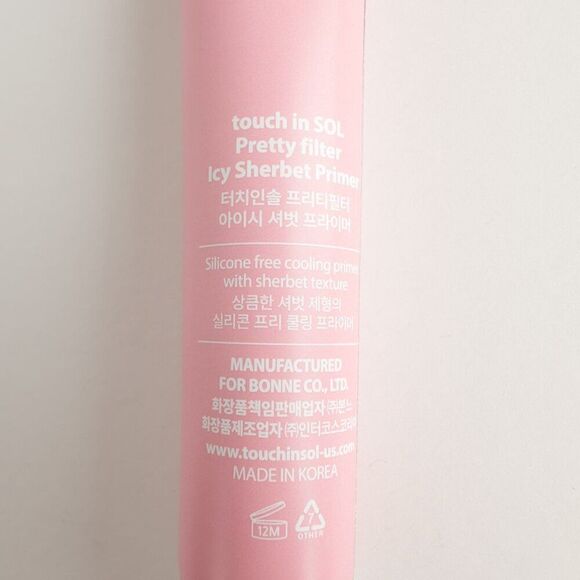 touch in SOL
Pretty filter
Icy Sherbet Primer
터치인솔 프리티필터
아이시 셔벗 프라이머
Silicone free cooling primer
with sherbet texture
상큼한 셔벗 제형의
실리콘 프리 쿨링 프라이머
MANUFACTURED
FOR BONNE CO., LTD.
화장품책임판매업자 ㈜본느
화장품제조업자 ㈜인터코스코리아
www.touchinsol-us.com
MADE IN KOREA
12M
7
OTHER